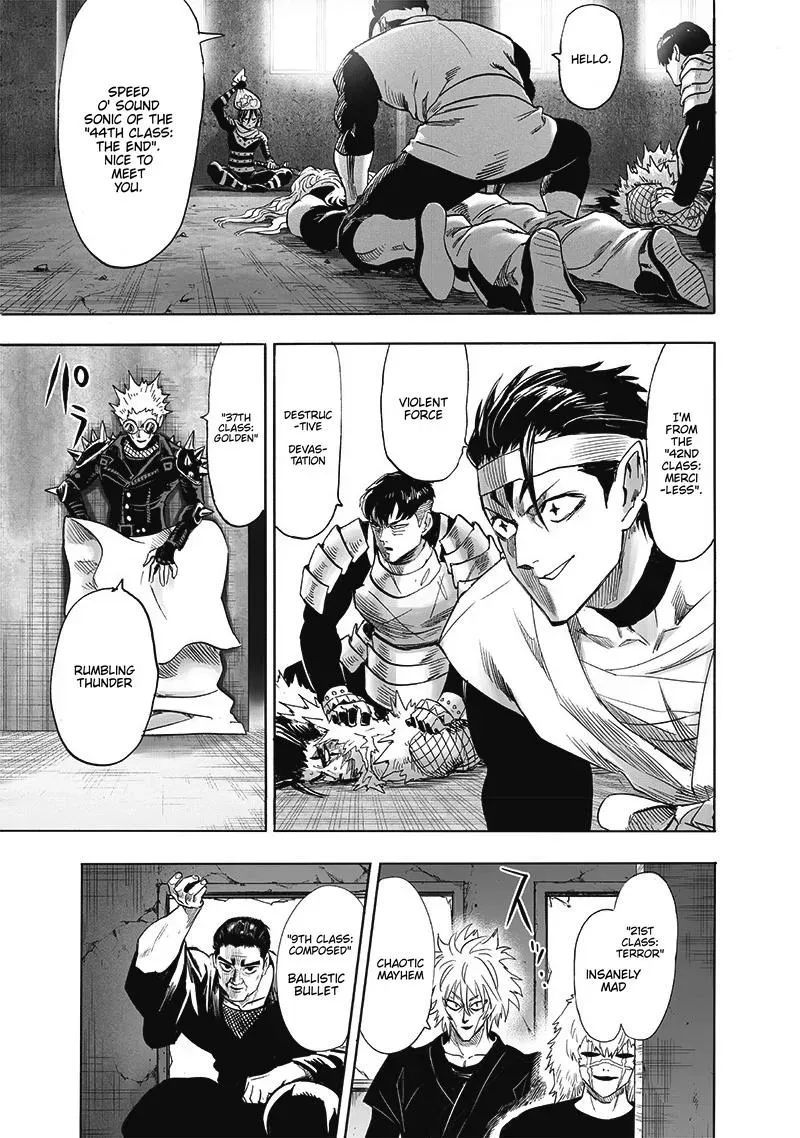 HELLO.
SPEED
O' SOUND
SONIC OF THE
"44TH CLASS:
THE END".
NICE TO
MEET
YOU.
I'M
FROM
THE
"42ND
CLASS:
MERCI
-LESS".
VIOLENT
FORCE
DESTRUC
-TIVE
DEVAS-
TATION
"37TH
CLASS:
GOLDEN"
パ
RUMBLING
THUNDER
"21ST
CLASS:
TERROR"
INSANELY
MAD
ス
CHAOTIC
MAYHEM
"9TH CLASS:
COMPOSED"
BALLISTIC
BULLET